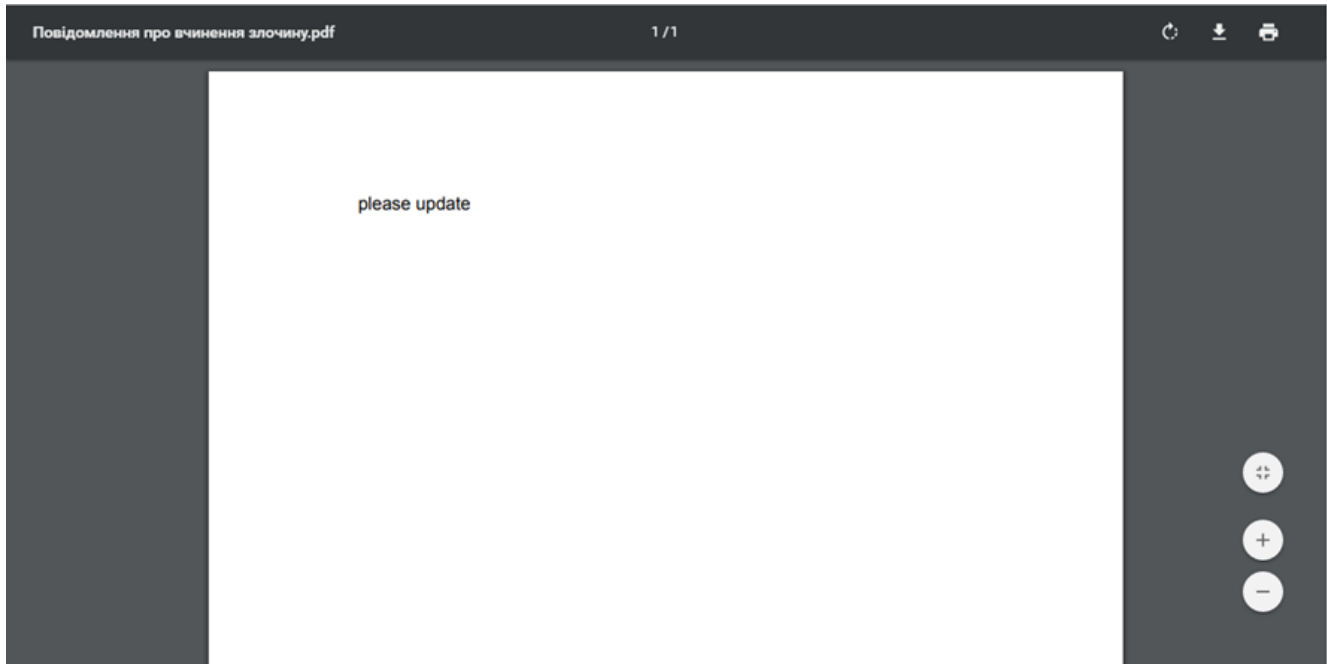 Повідомлення про вчинення злочину.pdf
1 / 1
please update